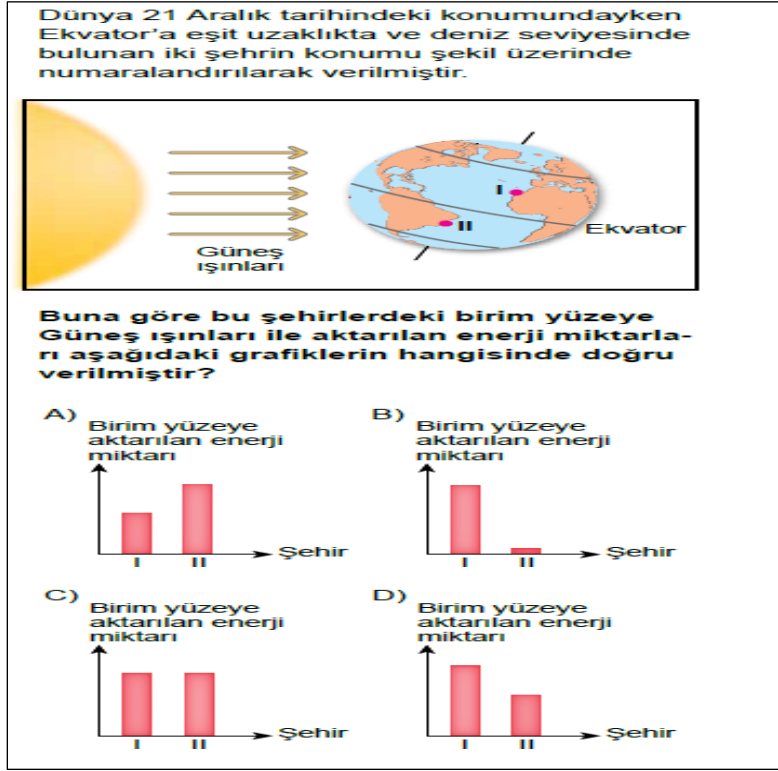 Dünya 21 Aralık tarihindeki konumundayken
Ekvator'a eşit uzaklıkta ve deniz seviyesinde
bulunan iki şehrin konumu şekil üzerinde
numaralandırılarak verilmiştir.
I
II
Ekvator
Güneş
ışınları
Buna göre bu şehirlerdeki birim yüzeye
Güneş ışınları ile aktarılan enerji miktarla-
rı aşağıdaki grafiklerin hangisinde doğru
verilmiştir?
A)
Birim yüzeye
aktarılan enerji
miktarı
Şehir
I II
B)
Birim yüzeye
aktarılan enerji
miktarı
Şehir
I II
C)
Birim yüzeye
aktarılan enerji
miktarı
Şehir
I II
D)
Birim yüzeye
aktarılan enerji
miktarı
Şehir
I II